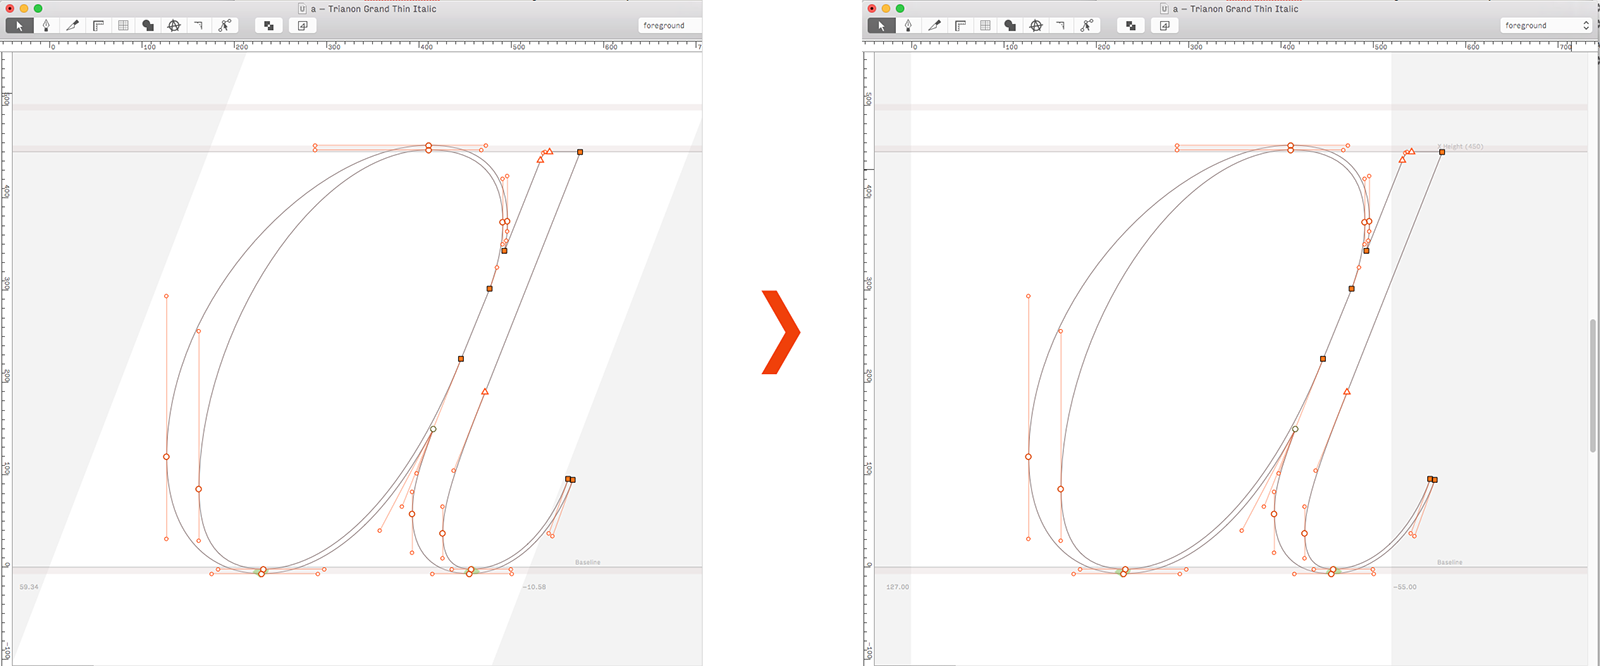 a — Trianon Grand Thin Italic
foreground
0 100 200 300 400 500 600 7
500
400
300
200
100
0
-100
Baseline
59.34
-10.58
a — Trianon Grand Thin Italic
foreground
0 100 200 300 400 500 600 700
500
400
300
200
100
0
-100
X Height (450)
Baseline
127.00
-55.00